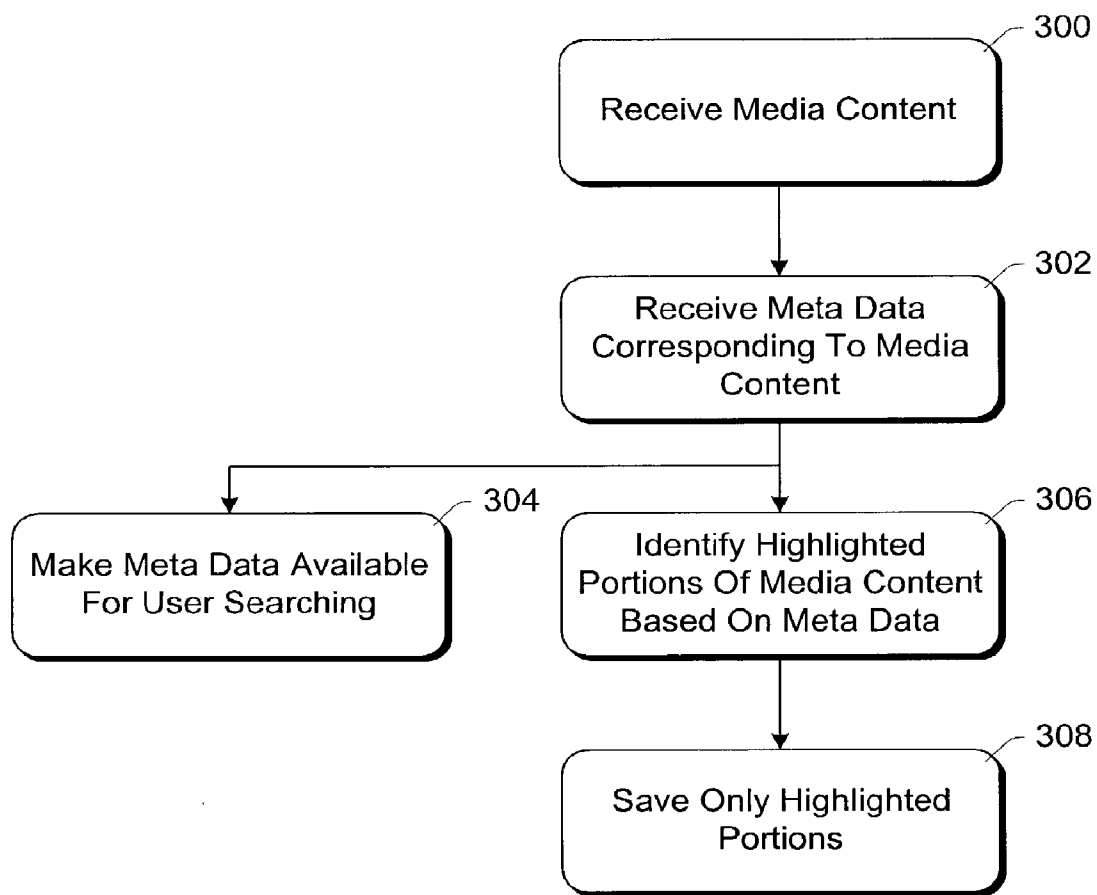 300
Receive Media Content
302
Receive Meta Data
Corresponding To Media
Content
304
Make Meta Data Available
For User Searching
306
Identify Highlighted
Portions Of Media Content
Based On Meta Data
308
Save Only Highlighted
Portions